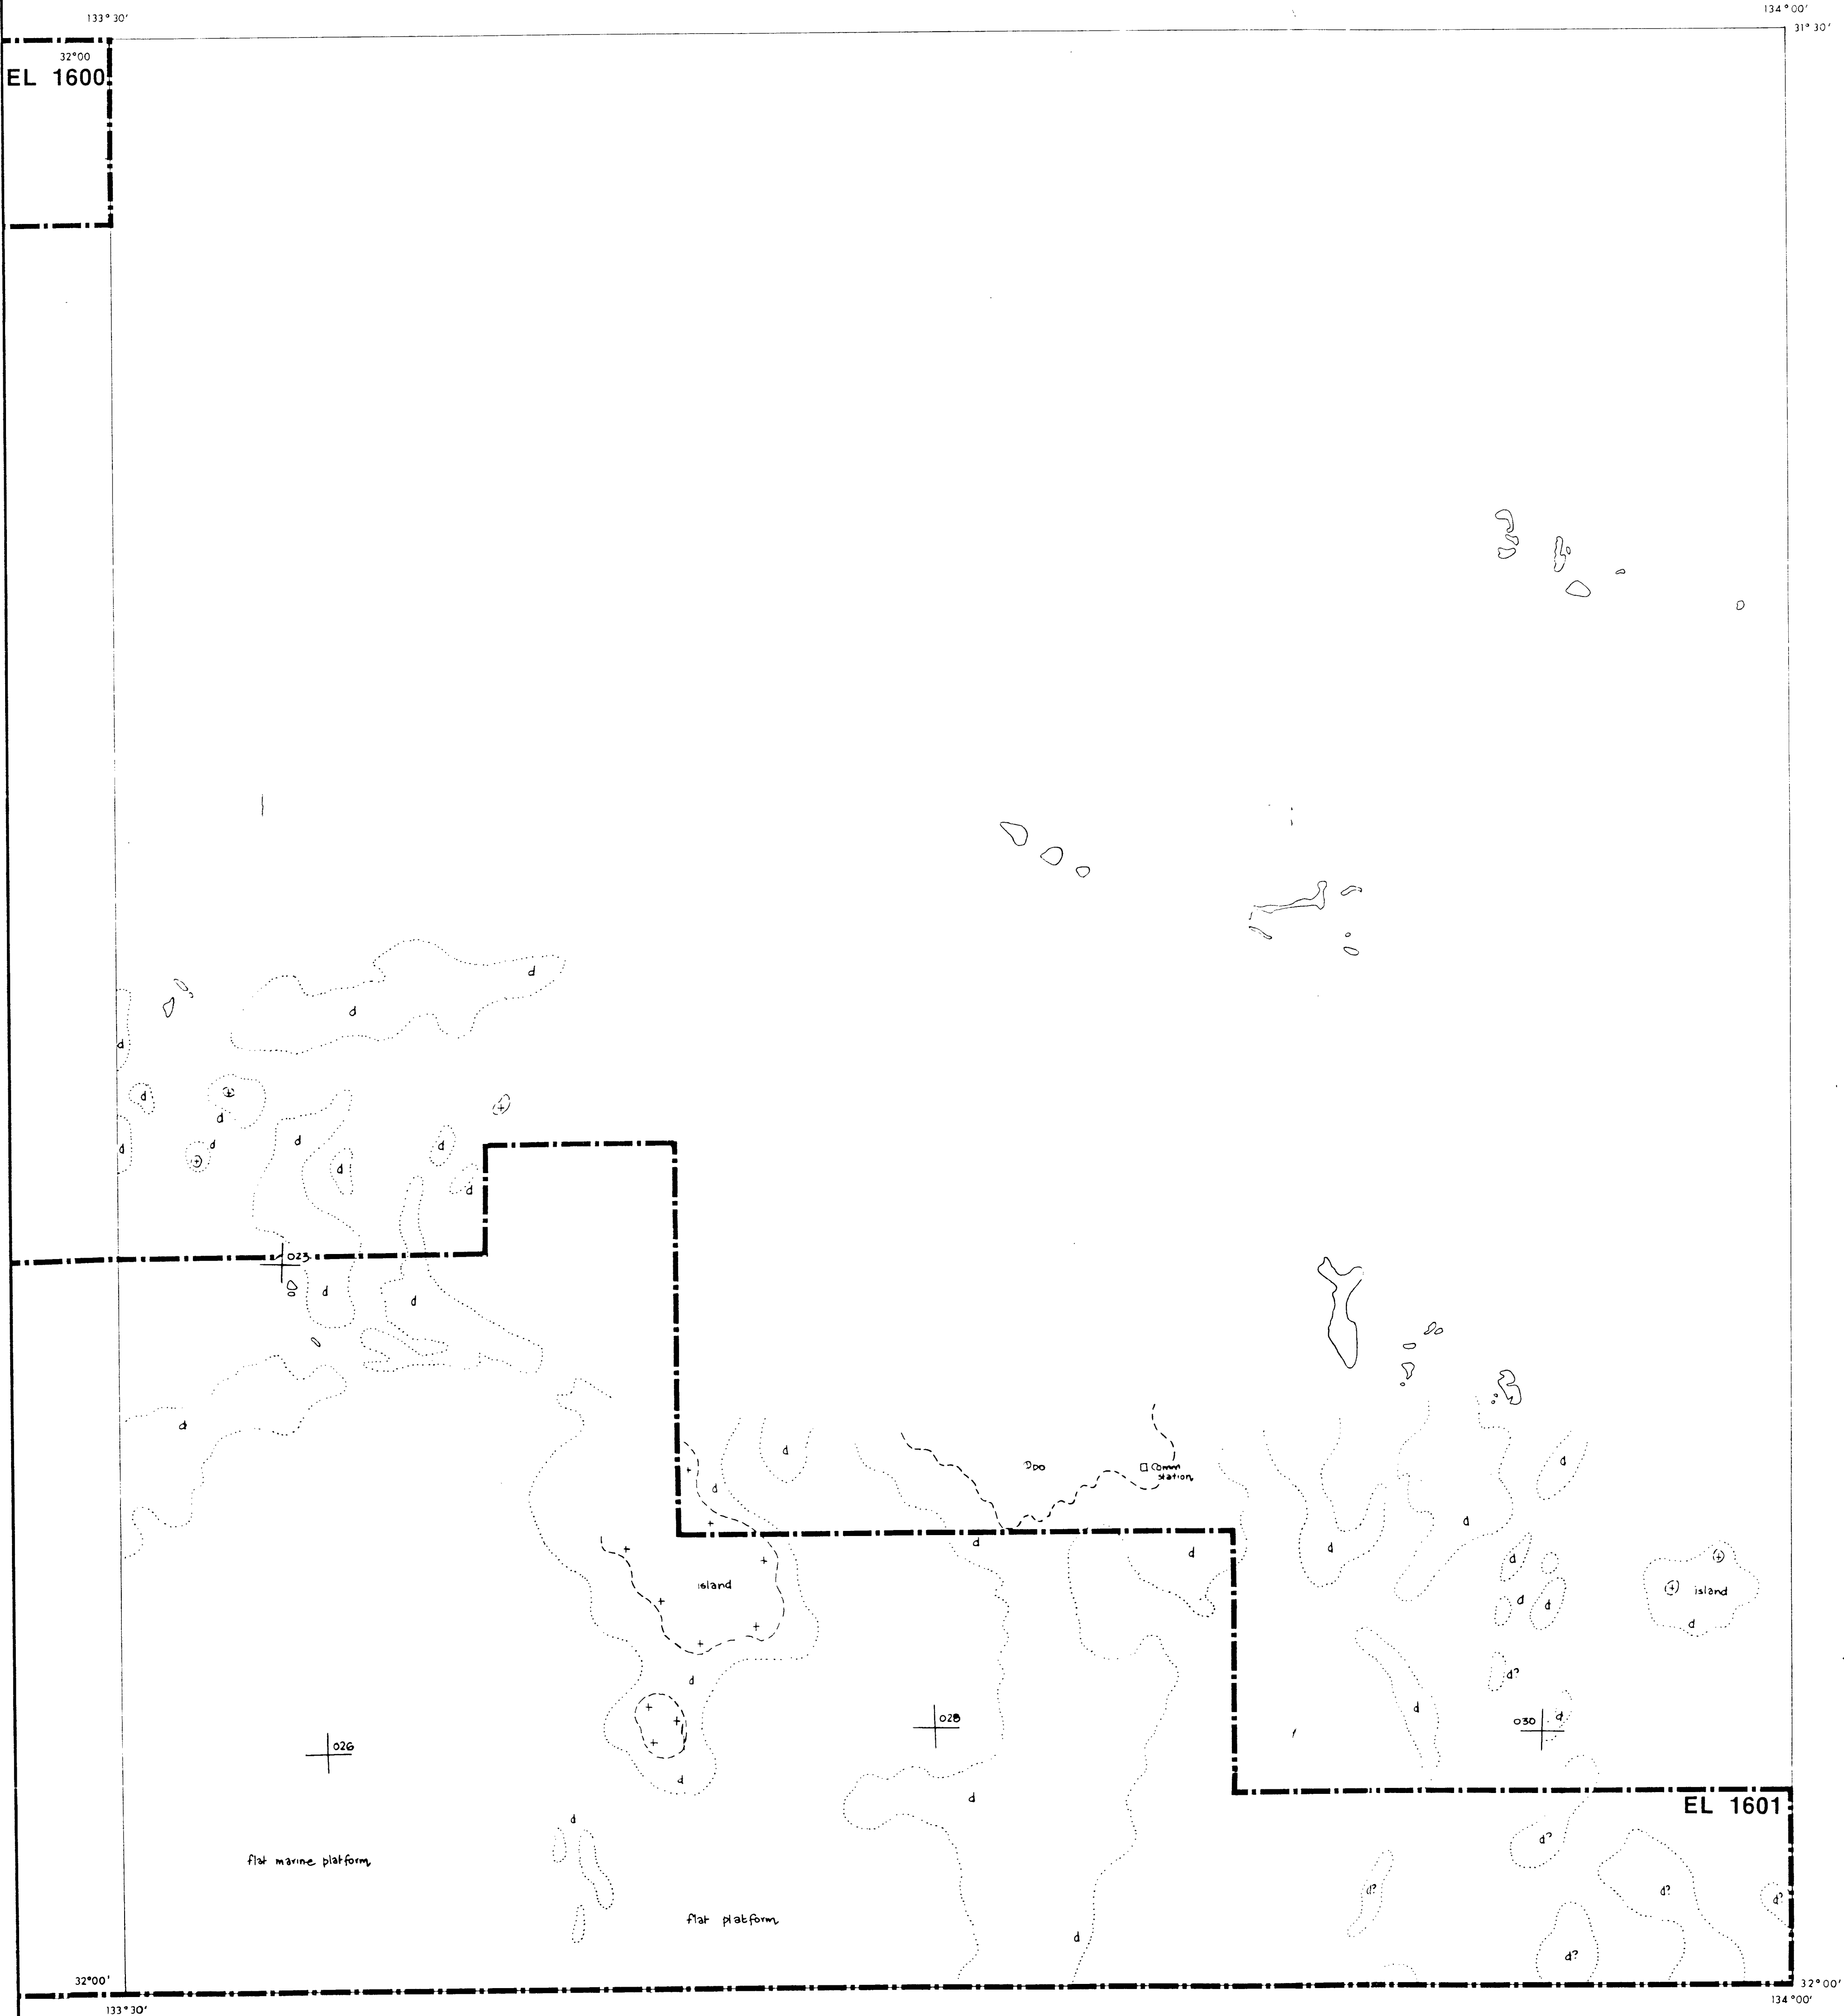 133°30'
134°00'
31°30'
32°00
EL 1600
d
d
d
d
d
d
d
d
d
d
d
d
023
d
d
d
d
Comm
station
d
d
d
d
d
d
d
d
island
island
d
d
d
d
d?
d
d
028
030
d
026
d
d
EL 1601
d
d?
flat marine platform
d?
d?
d?
flat platform
d
d?
32°00'
32°00'
133°30'
134°00'